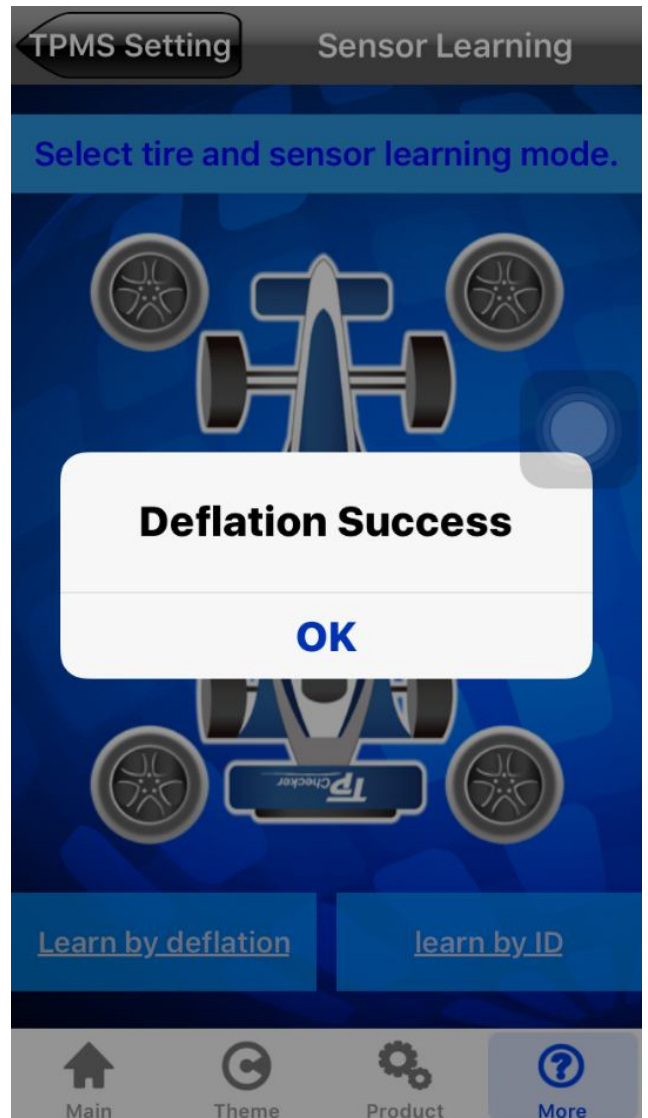 TPMS Setting
Sensor Learning
Select tire and sensor learning mode.
Deflation Success
OK
TP Checker
Learn by deflation
learn by ID
Main
Theme
Product
More